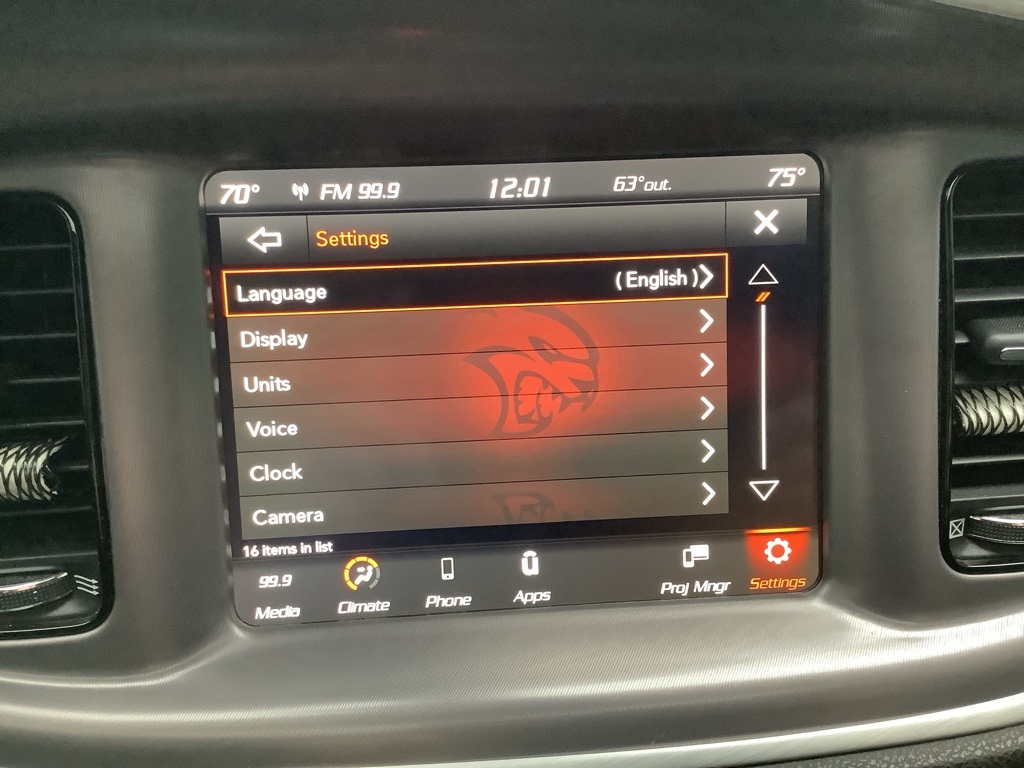 70° FM 99.9 12:01 63°out. 75°
Settings
Language (English)
Display
Units
Voice
Clock
Camera
16 items in list
99.9
Media Climate Phone Apps Proj Mngr Settings